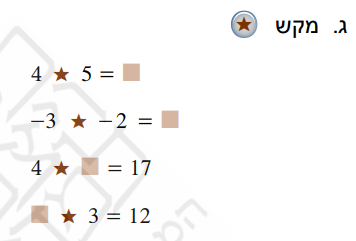 ג. מקש ★
4 ★ 5 = □
−3 ★ −2 = □
4 ★ □ = 17
□ ★ 3 = 12